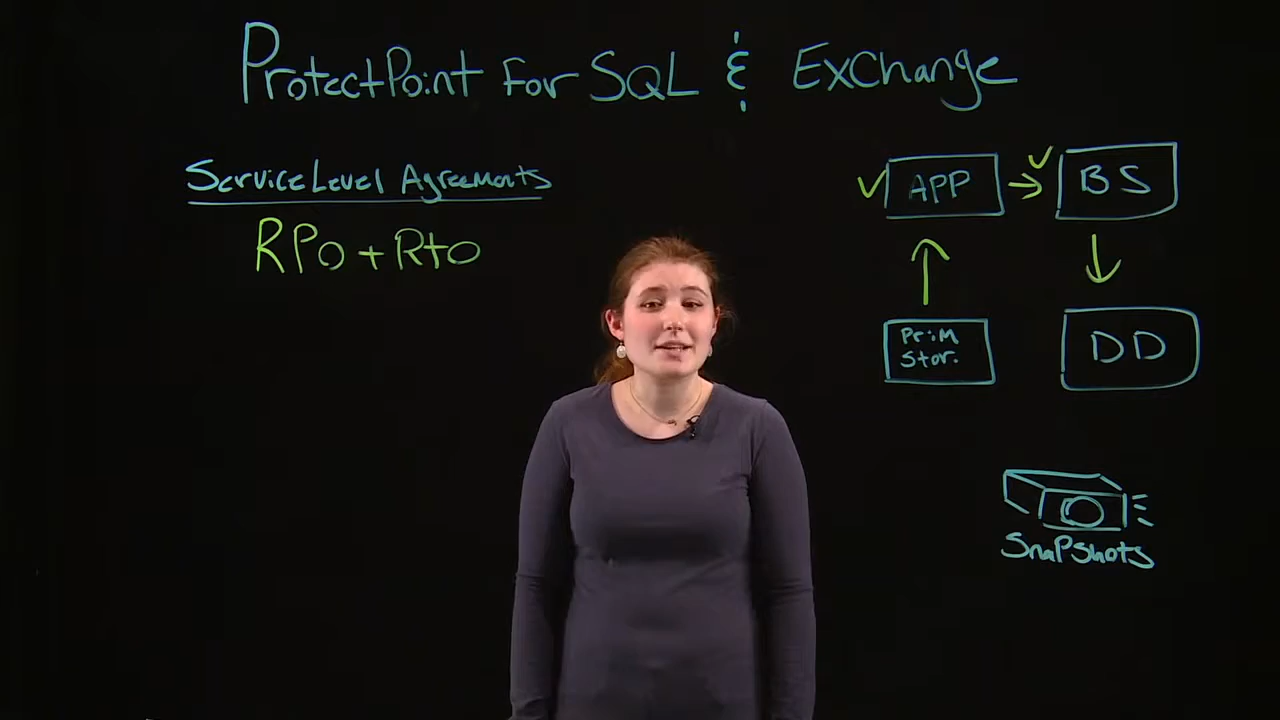 ProtectPoint For SQL & Exchange
Service Level Agreements
RPO + RtO
APP
BS
Prim
Stor.
DD
Snapshots